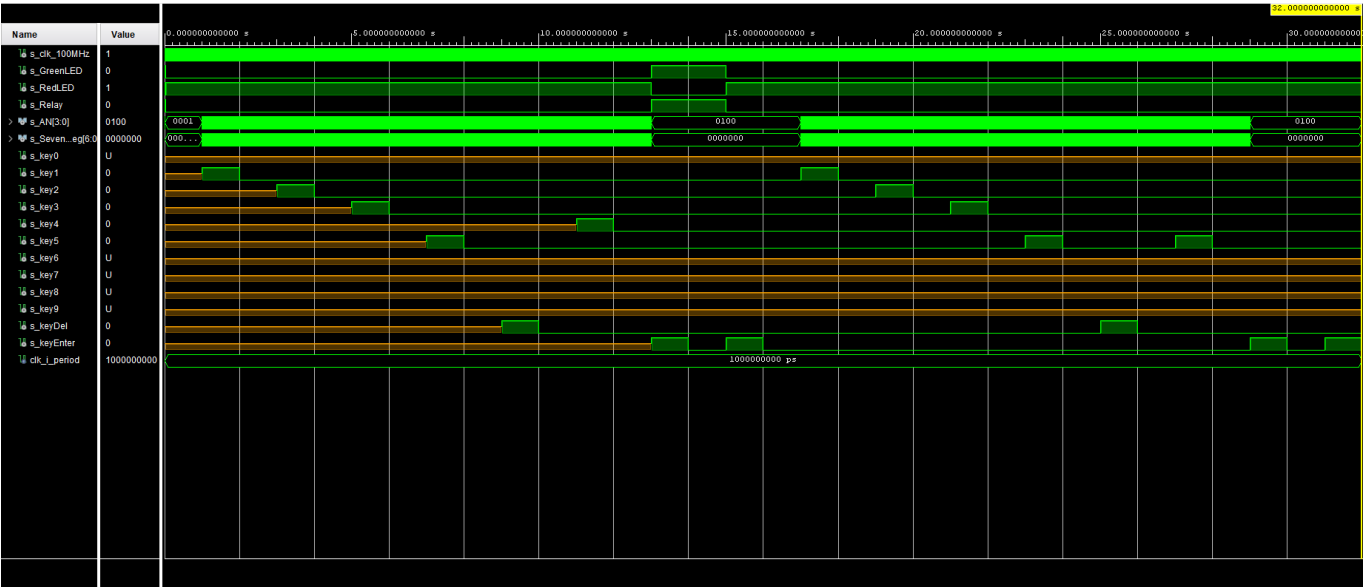 32.000000000000 s
Name Value
0.000000000000 s 5.000000000000 s 10.000000000000 s 15.000000000000 s 20.000000000000 s 25.000000000000 s 30.000000000000
s_clk_100MHz 1
s_GreenLED 0
s_RedLED 1
s_Relay 0
> s_AN[3:0] 0100 0001 0100 0100
> s_Seven...eg[6:0 0000000 000... 0000000 0000000
s_key0 U
s_key1 0
s_key2 0
s_key3 0
s_key4 0
s_key5 0
s_key6 U
s_key7 U
s_key8 U
s_key9 U
s_keyDel 0
s_keyEnter 0
clk_i_period 1000000000 1000000000 ps